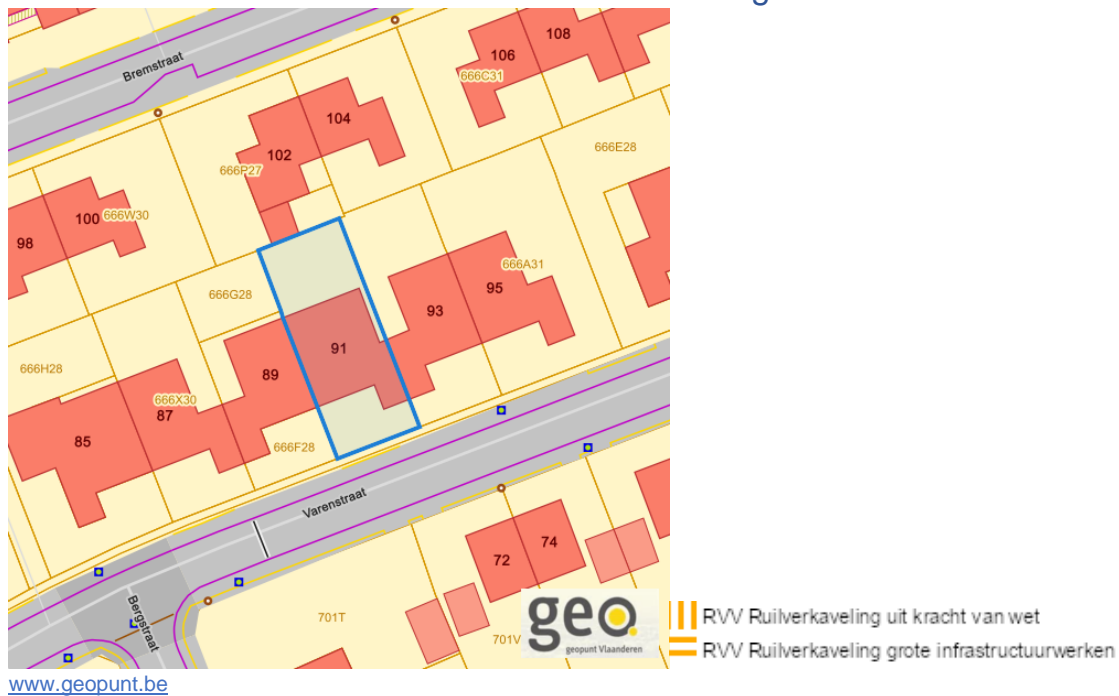 Bremstraat
106
108
666C31
104
102
666P27
666E28
100
666W30
98
666A31
95
666G28
93
91
89
666H28
666X30
87
85
666F28
Varenstraat
72
74
Bergstraat
701T
701V
geo
geopunt Vlaanderen
RVV Ruilverkaveling uit kracht van wet
RVV Ruilverkaveling grote infrastructuurwerken
www.geopunt.be